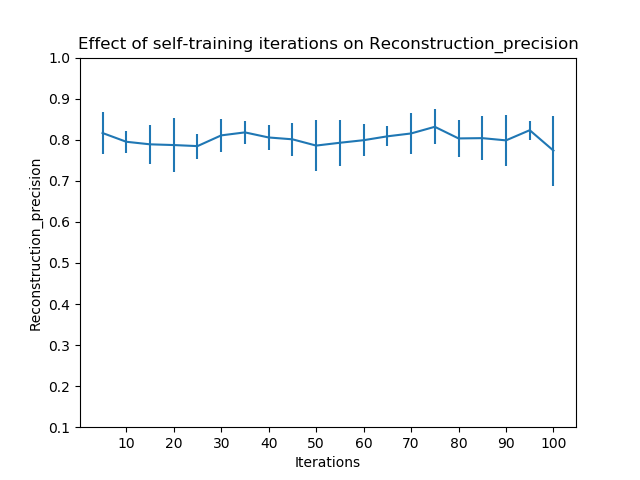 Effect of self-training iterations on Reconstruction_precision
Reconstruction_precision
1.0
0.9
0.8
0.7
0.6
0.5
0.4
0.3
0.2
0.1
10 20 30 40 50 60 70 80 90 100
Iterations